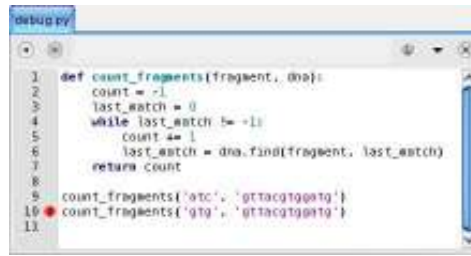 debug.py
1 def count_fragments(fragment, dna):
2 count = -1
3 last_match = 0
4 while last_match != -1:
5 count += 1
6 last_match = dna.find(fragment, last_match)
7 return count
8
9 count_fragments('atc', 'gttacgtggatg')
10 count_fragments('gtg', 'gttacgtggatg')
11